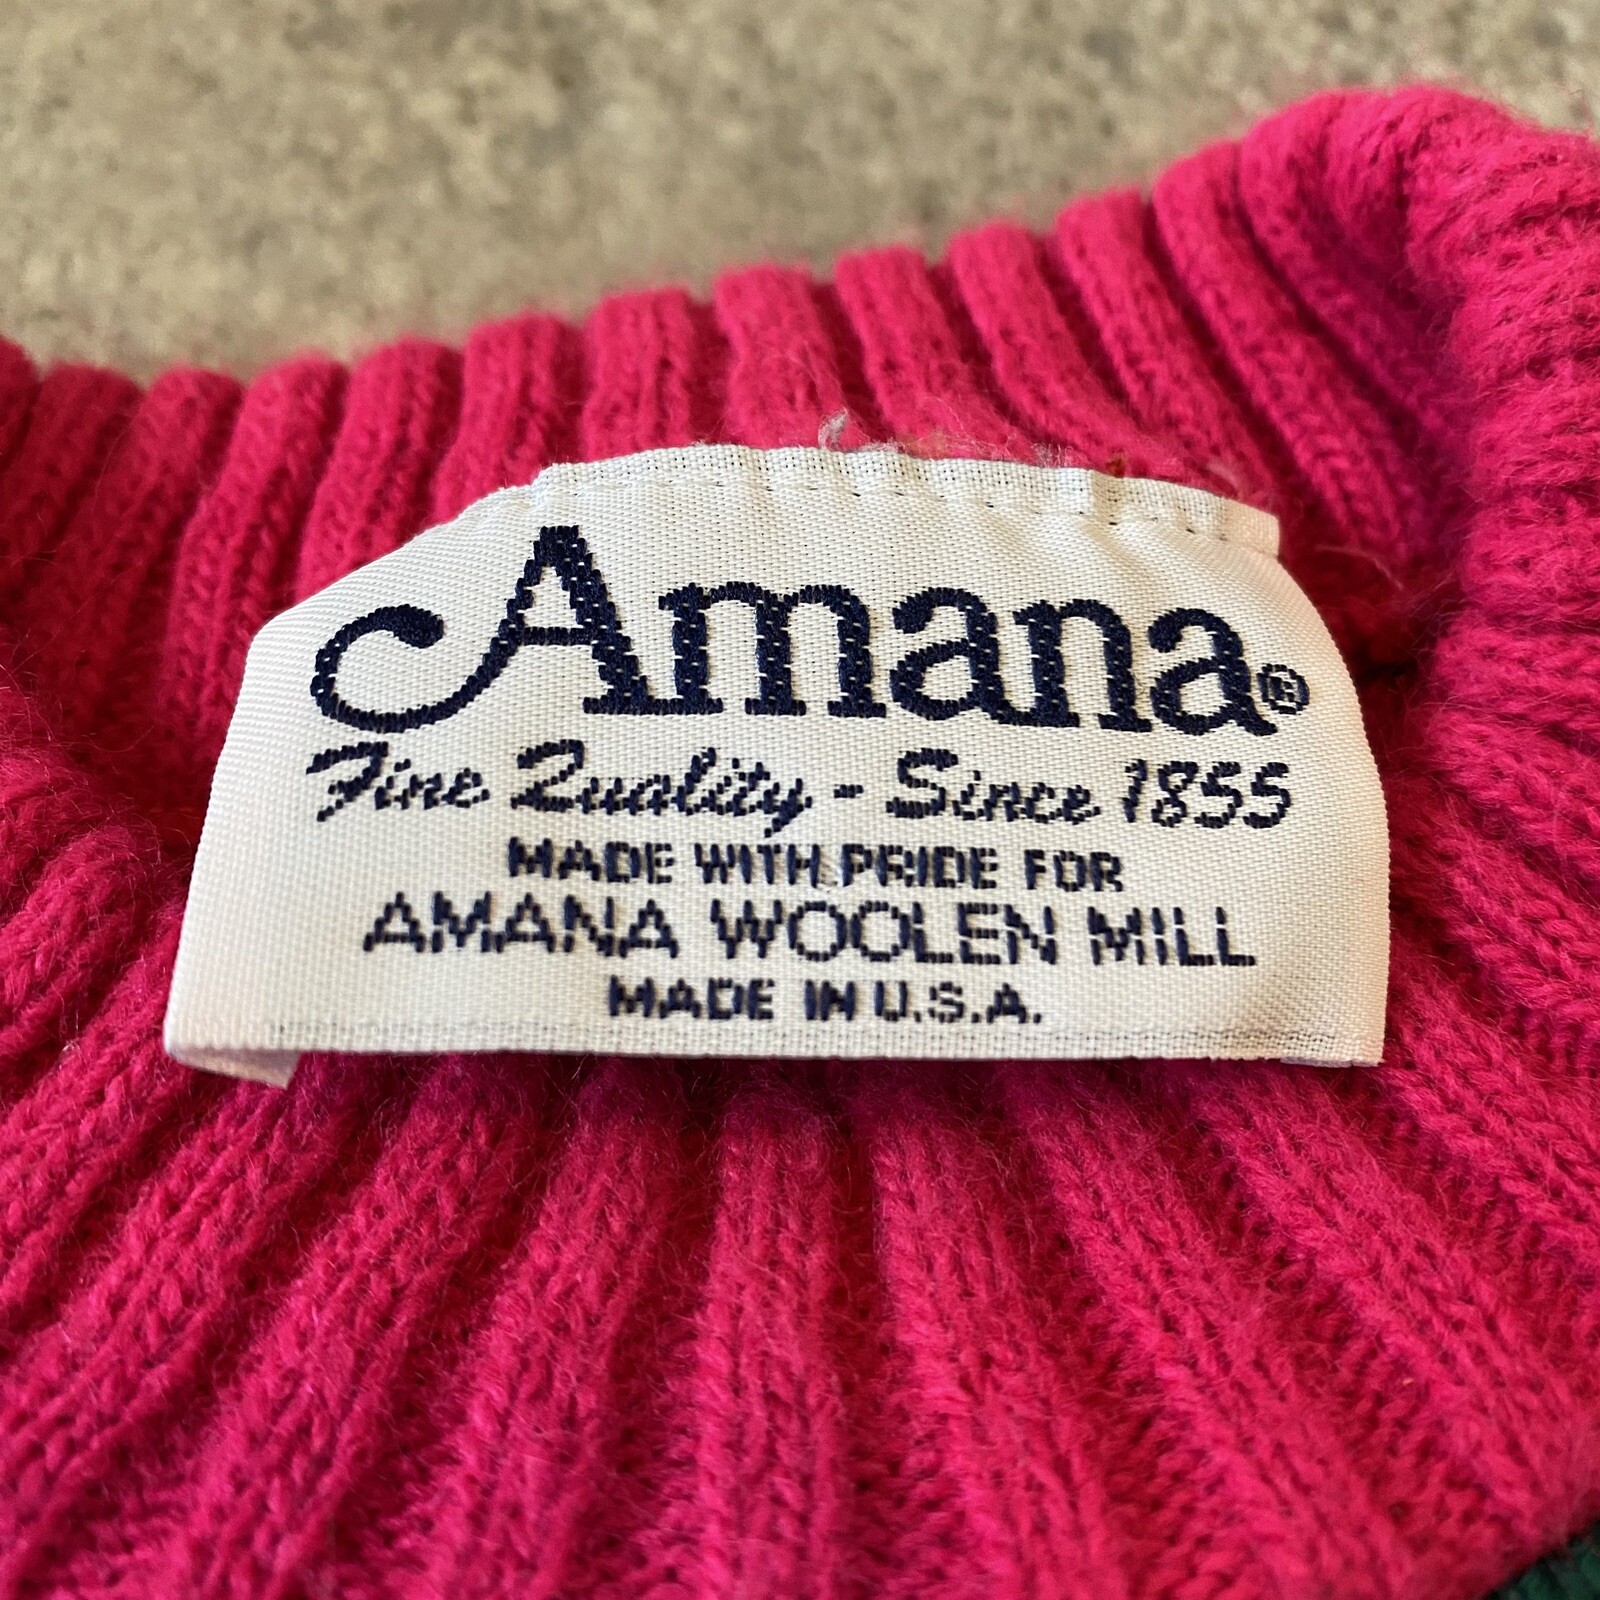 Amana®
Fine Quality - Since 1855
MADE WITH PRIDE FOR
AMANA WOOLEN MILL
MADE IN U.S.A.